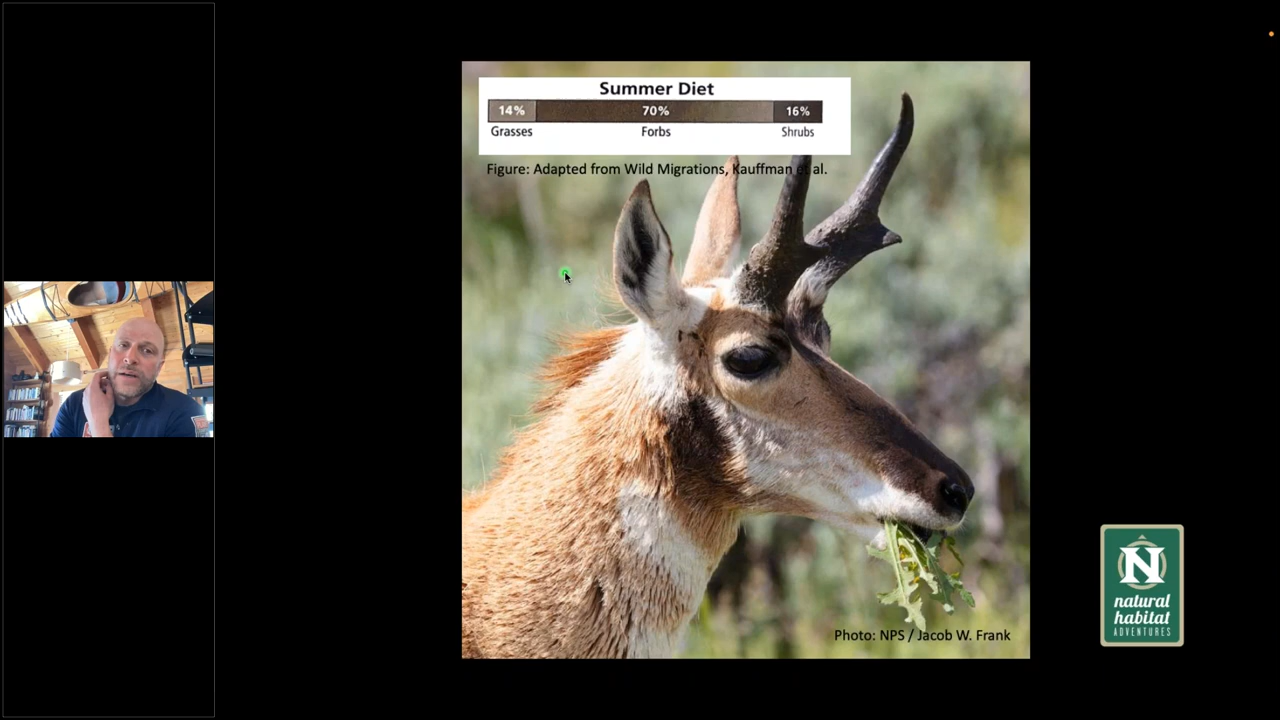 Summer Diet
14% 70% 16%
Grasses Forbs Shrubs
Figure: Adapted from Wild Migrations, Kauffman et al.
Photo: NPS / Jacob W. Frank
N
natural
habitat
ADVENTURES